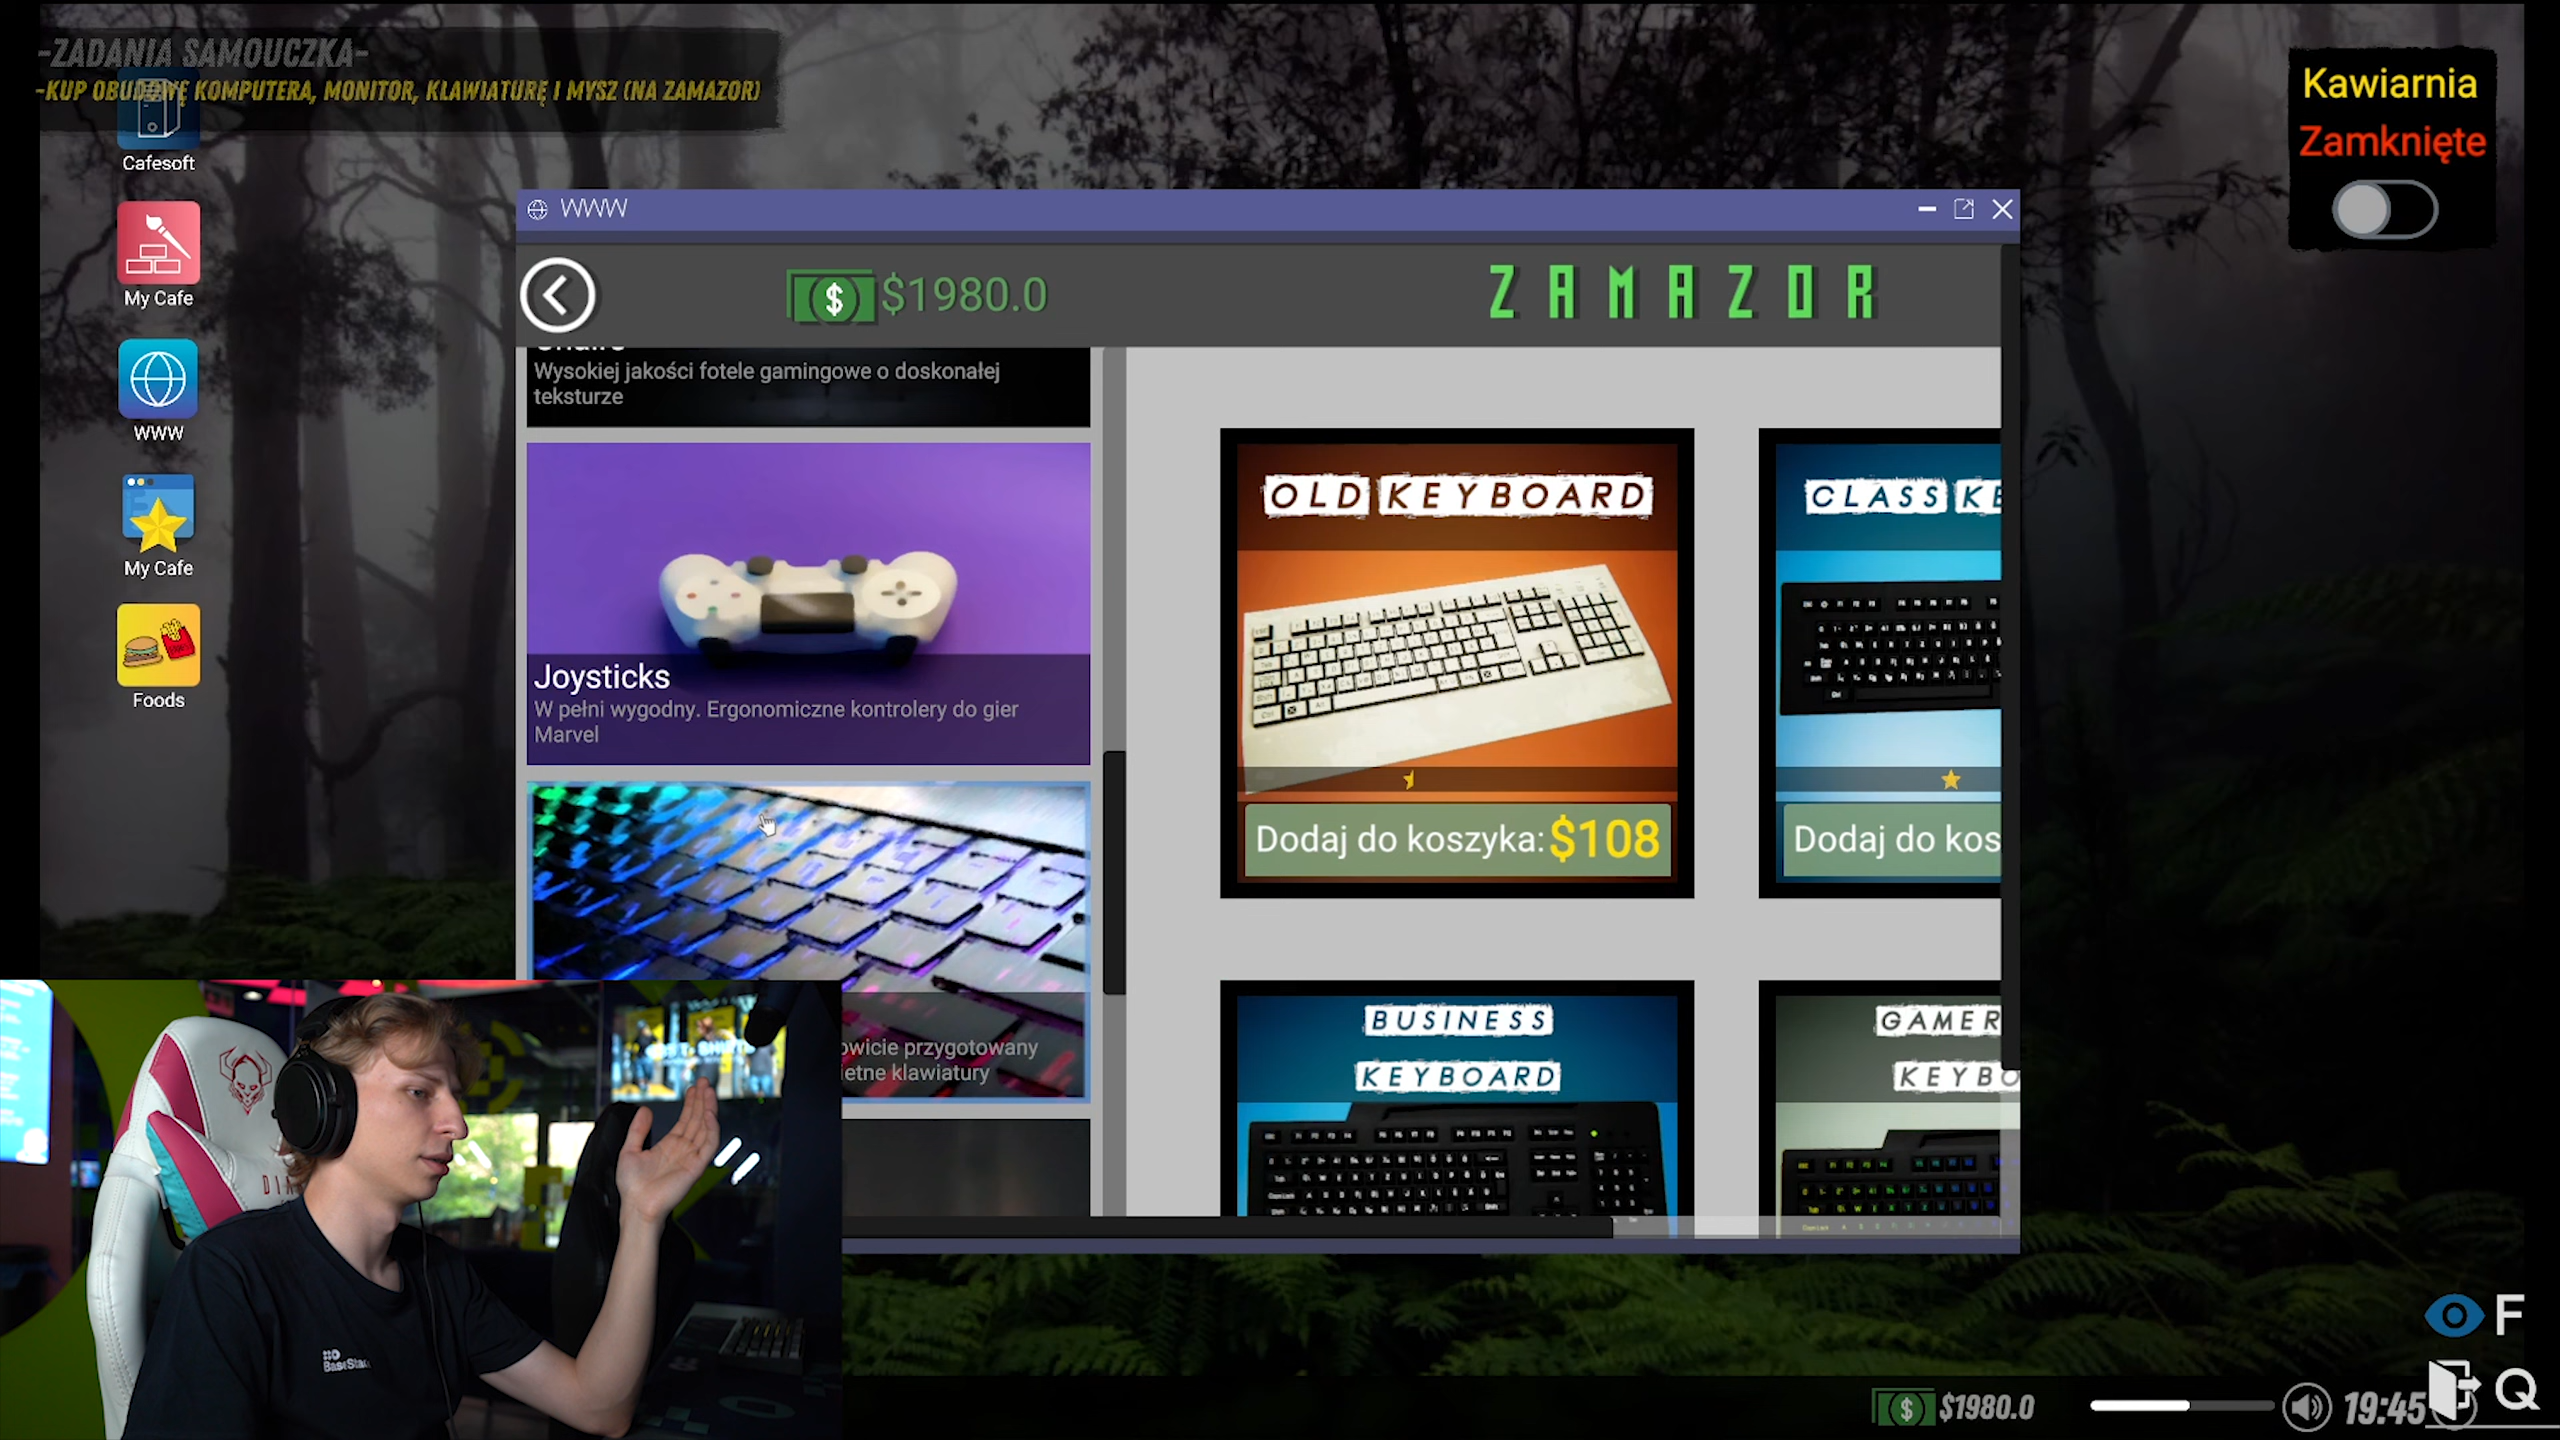 -ZADANIA SAMOUCZKA-
-KUP OBUDOWĘ KOMPUTERA, MONITOR, KLAWIATURĘ I MYSZ (NA ZAMAZOR)
Cafesoft
My Cafe
WWW
My Cafe
Foods
Kawiarnia
Zamknięte
WWW
$1980.0
ZAMAZOR
Wysokiej jakości fotele gamingowe o doskonałej
teksturze
Joysticks
W pełni wygodny. Ergonomiczne kontrolery do gier
Marvel
owicie przygotowany
ietne klawiatury
OLD KEYBOARD
Dodaj do koszyka: $108
CLASS KE
Dodaj do kos
BUSINESS
KEYBOARD
GAMER
KEYBO
BaseStac
F
Q
$1980.0
19:45